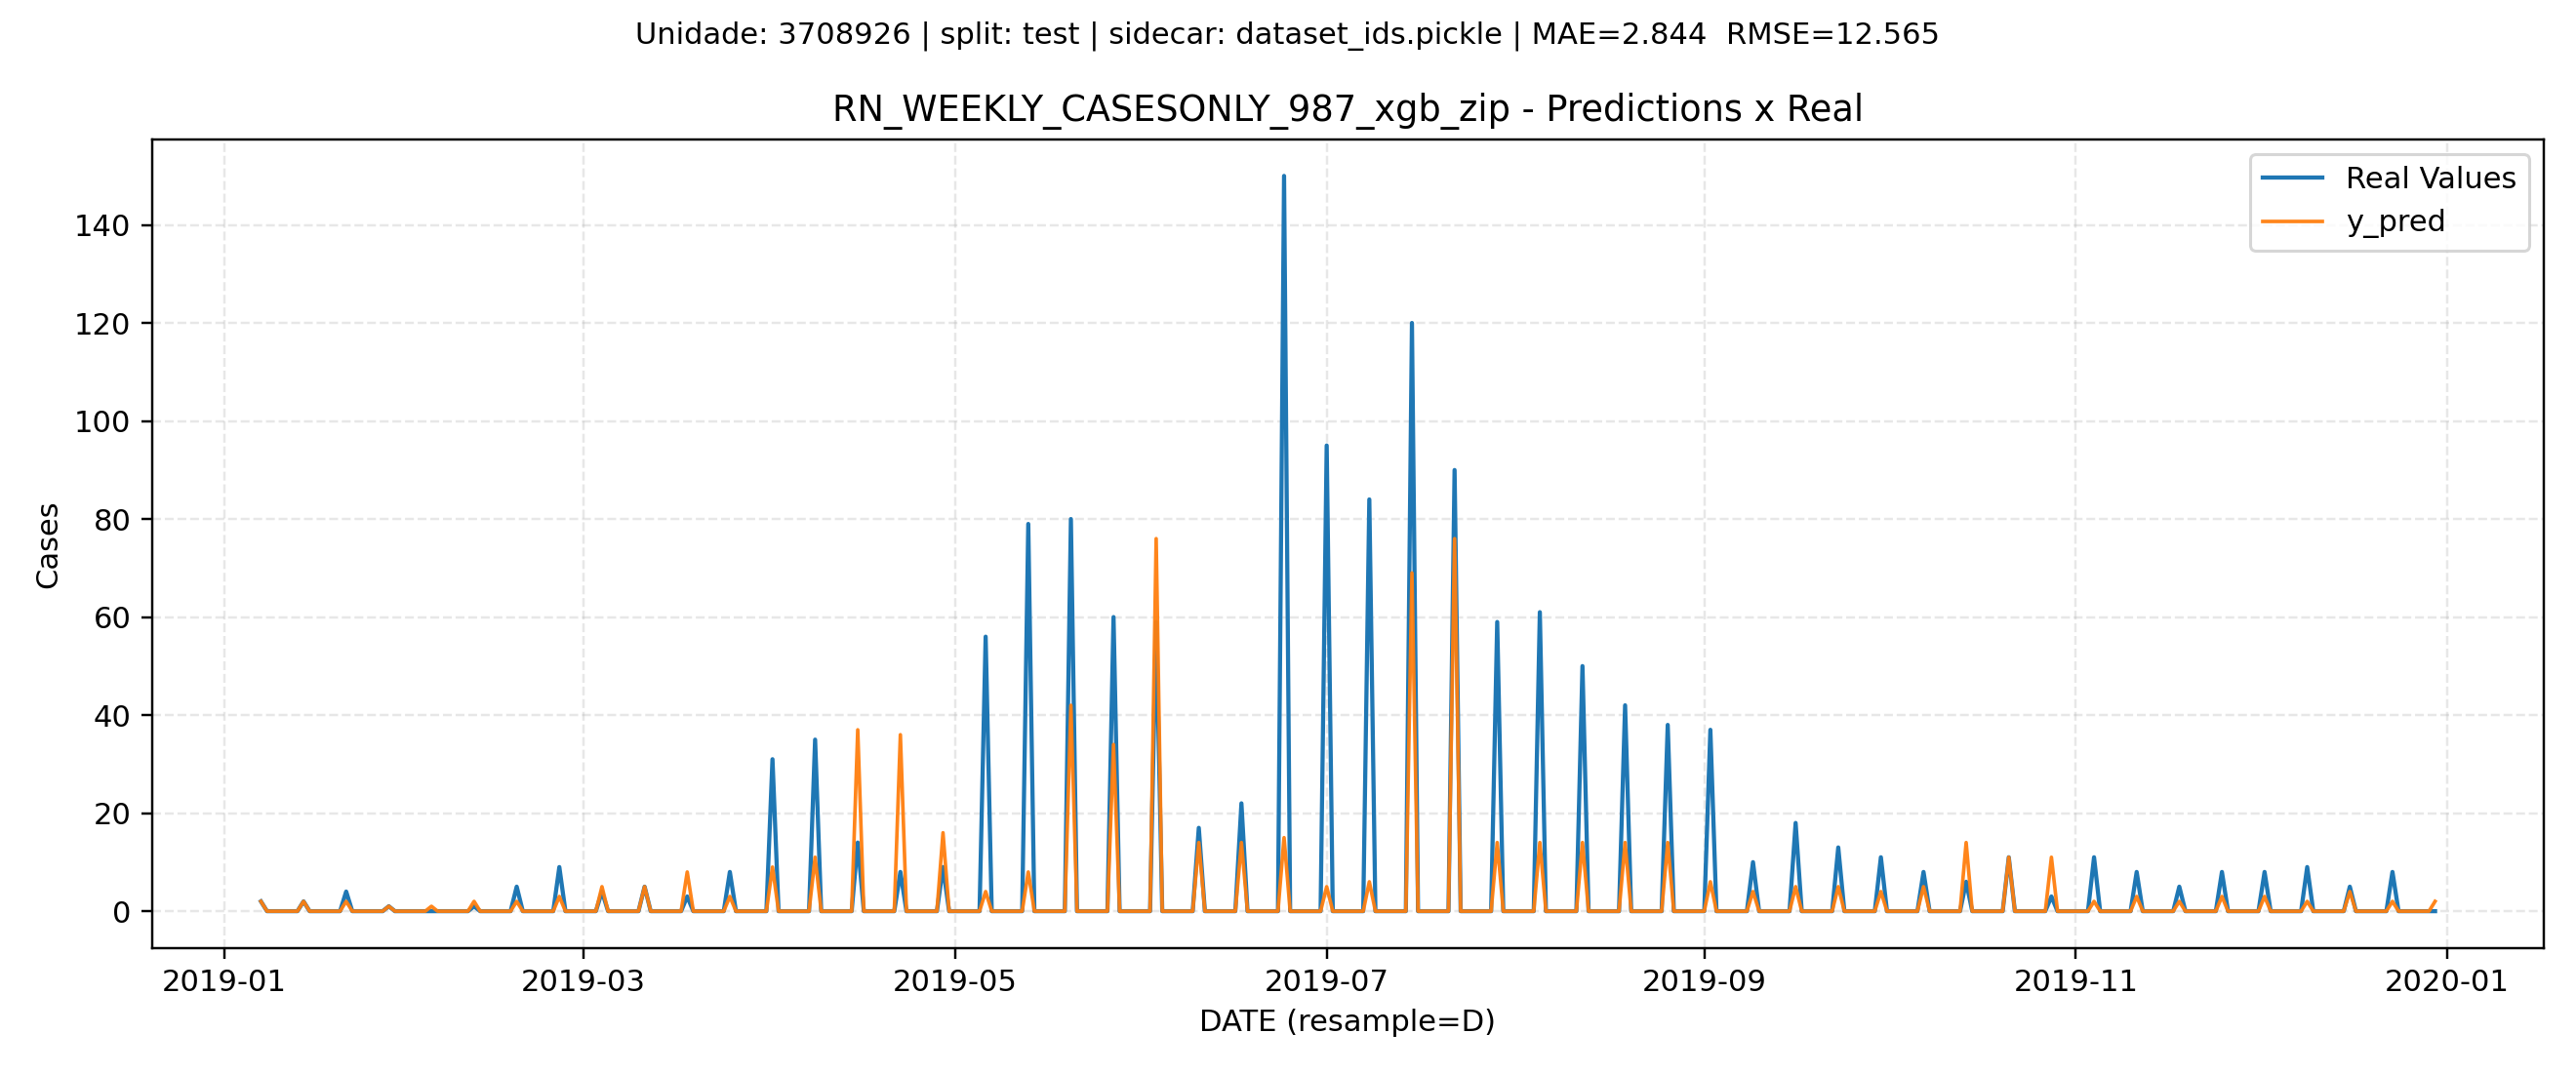 Unidade: 3708926 | split: test | sidecar: dataset_ids.pickle | MAE=2.844  RMSE=12.565
RN_WEEKLY_CASESONLY_987_xgb_zip - Predictions x Real
Real Values
y_pred
140
120
100
80
60
40
20
0
Cases
2019-01
2019-03
2019-05
2019-07
2019-09
2019-11
2020-01
DATE (resample=D)